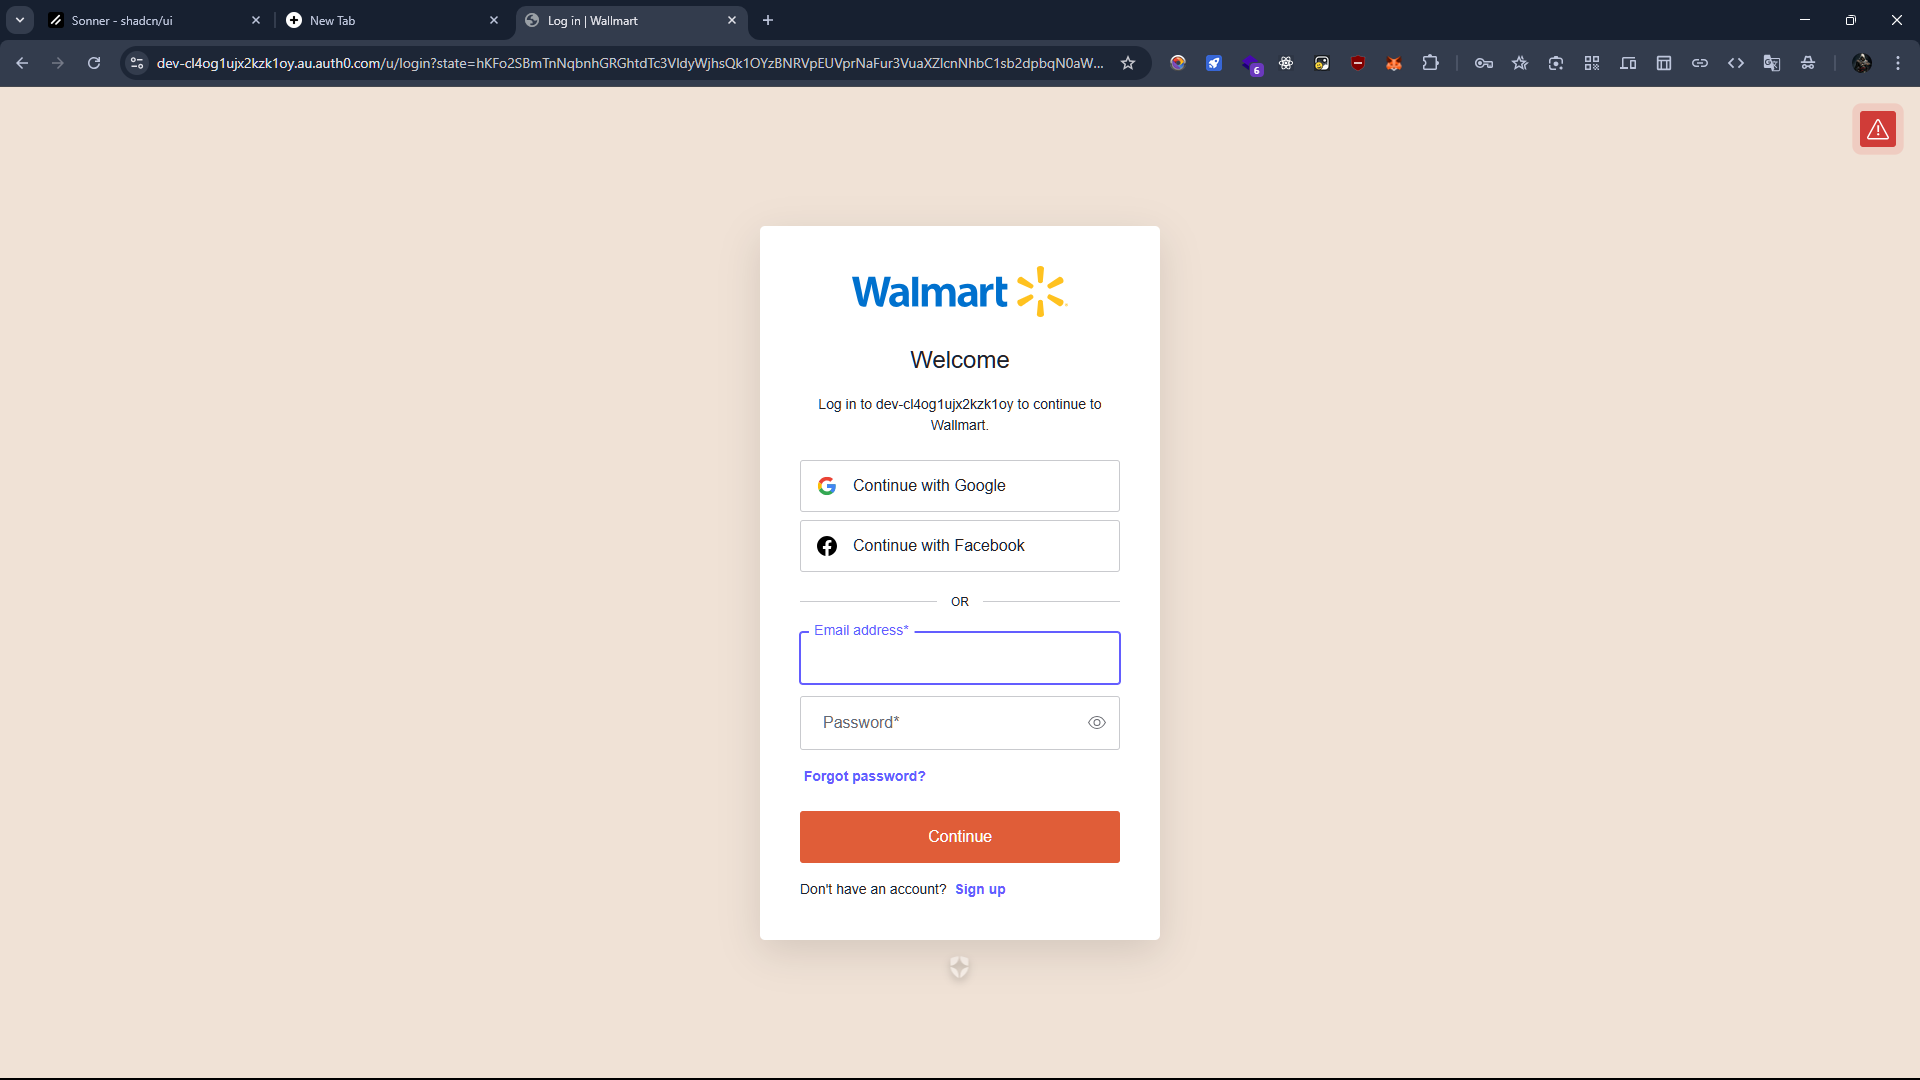 Sonner - shadcn/ui
New Tab
Log in | Wallmart
dev-cl4og1ujx2kzk1oy.au.auth0.com/u/login?state=hKFo2SBmTnNqbnhGRGhtdTc3VldyWjhsQk1OYzBNRVpEUVprNaFur3VuaXZlcnNhbC1sb2dpbqN0aW...
6
Walmart
Welcome
Log in to dev-cl4og1ujx2kzk1oy to continue to
Wallmart.
Continue with Google
Continue with Facebook
OR
Email address*
Password*
Forgot password?
Continue
Don't have an account? Sign up